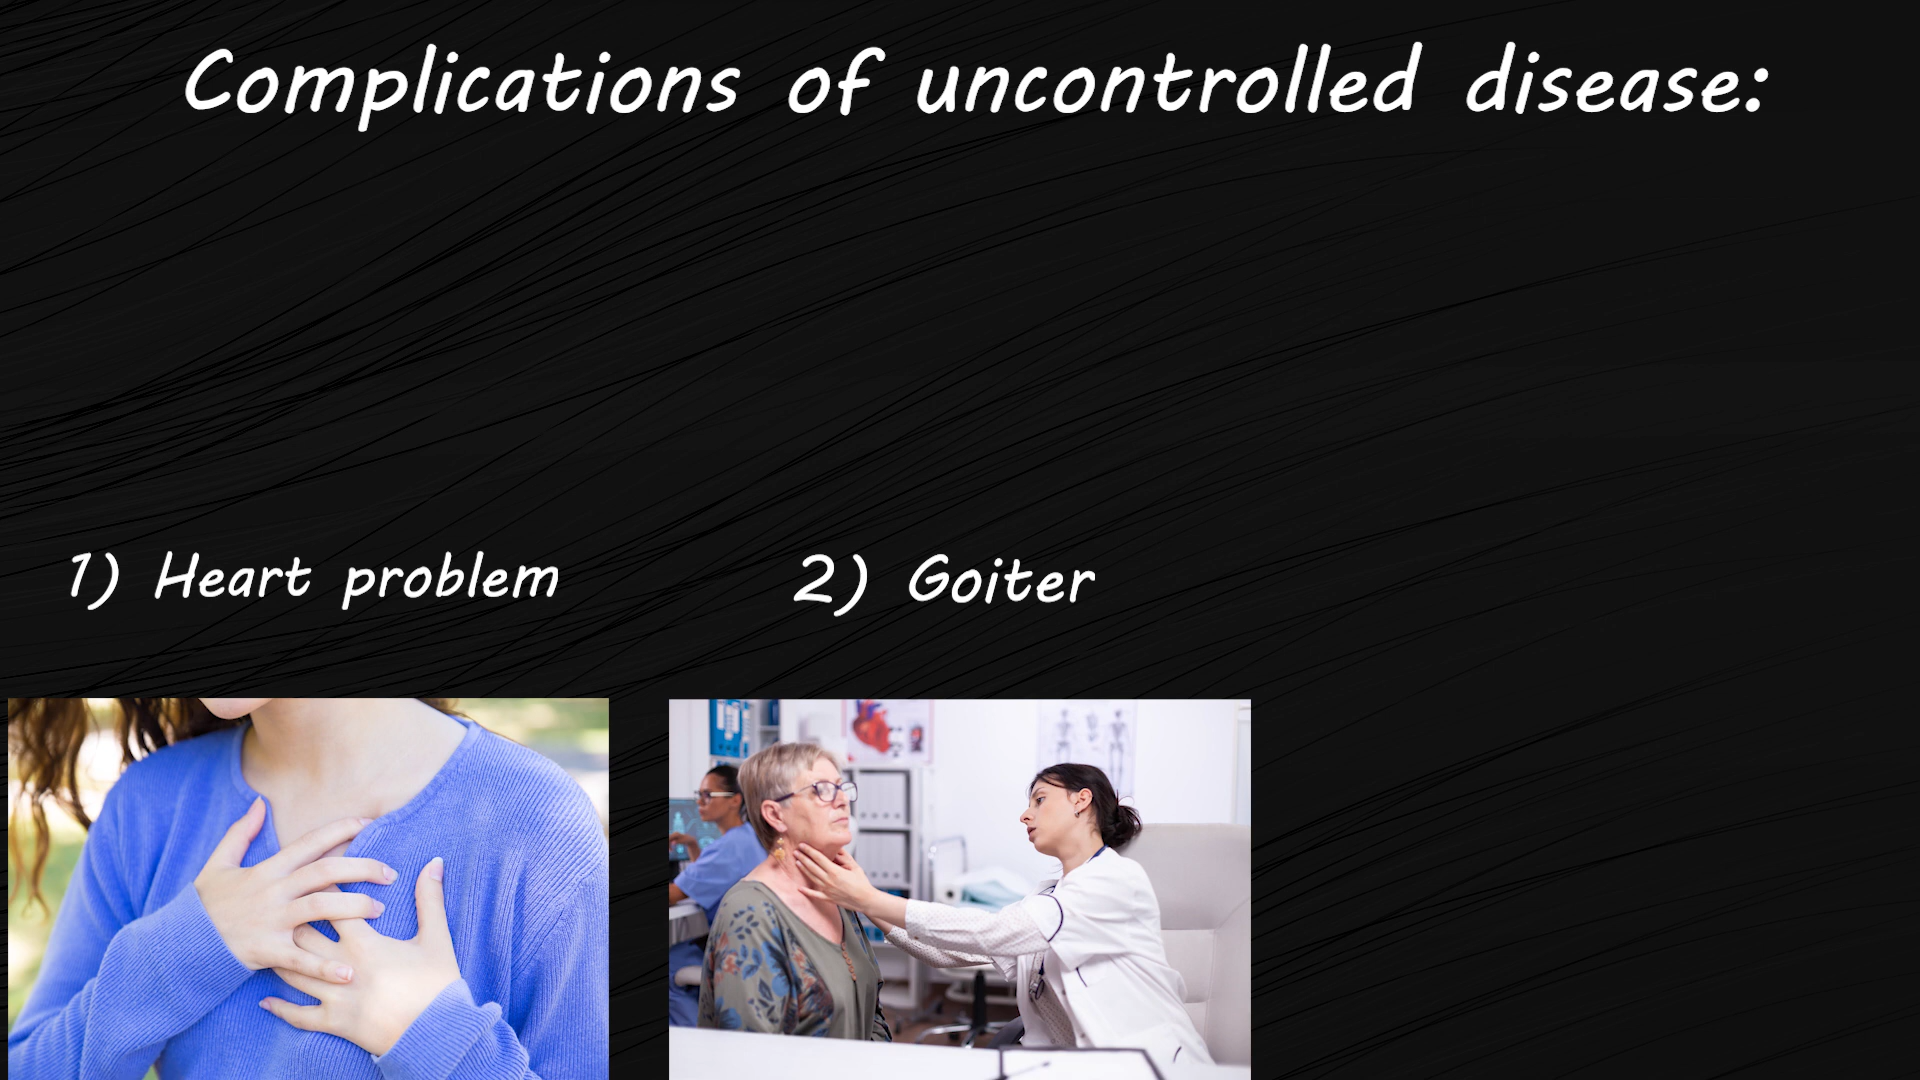 Complications of uncontrolled disease:
1) Heart problem
2) Goiter